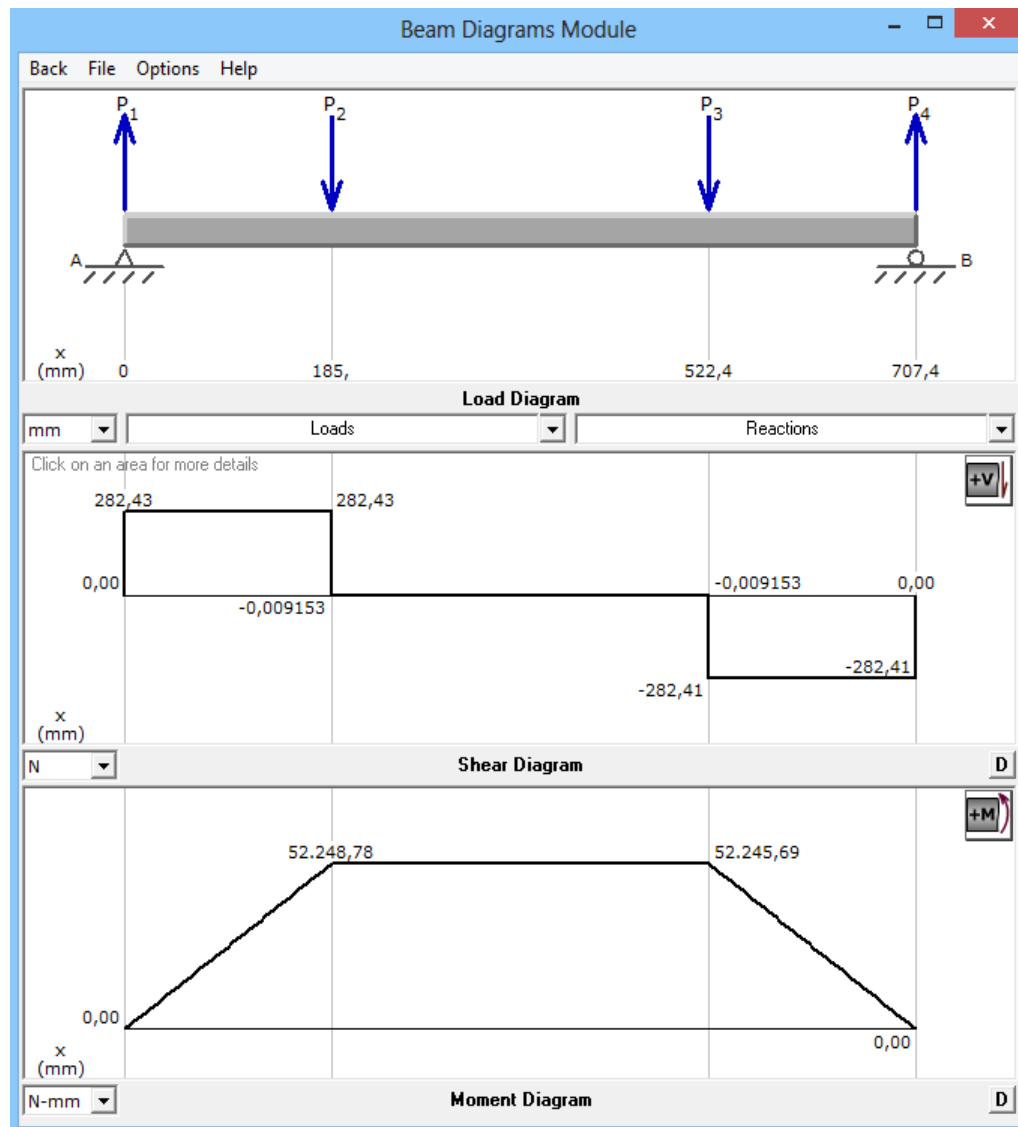 Beam Diagrams Module
Back File Options Help
P1 P2 P3 P4
A B
x
(mm) 0 185, 522,4 707,4
Load Diagram
mm Loads Reactions
Click on an area for more details
+V
282,43 282,43
0,00 -0,009153 0,00
-0,009153
-282,41
-282,41
x
(mm)
N Shear Diagram D
+M
52.248,78 52.245,69
0,00
0,00
x
(mm)
N-mm Moment Diagram D